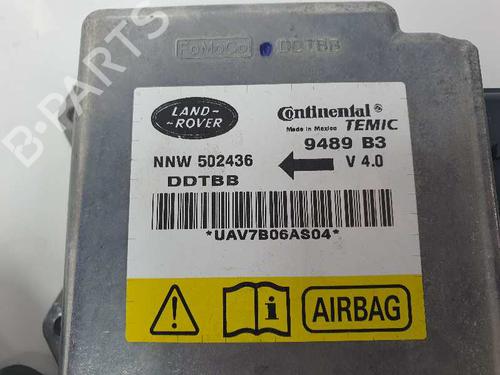 FoMoCo DDTBB
B-PARTS
LAND-
-ROVER
Continental
Made in Mexico TEMIC
9489 B3
NNW 502436
V 4.0
DDTBB
*UAV7B06AS04*
i
AIRBAG